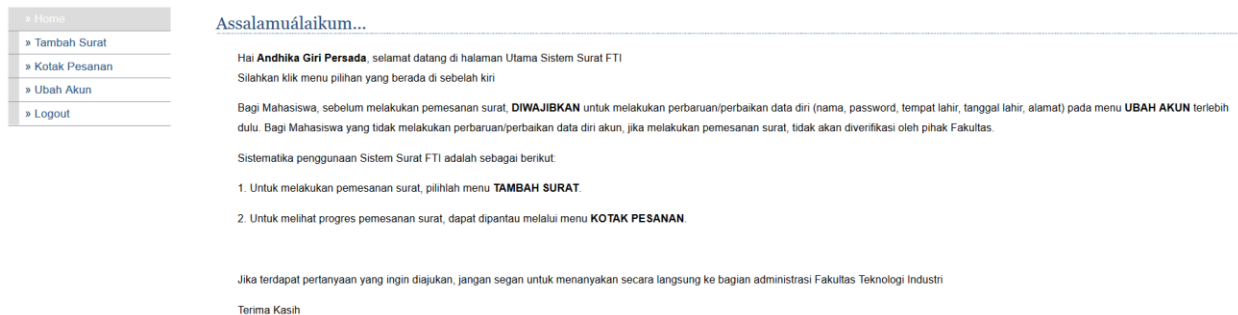 » Home
» Tambah Surat
» Kotak Pesanan
» Ubah Akun
» Logout
Assalamuálaikum...
Hai Andhika Giri Persada, selamat datang di halaman Utama Sistem Surat FTI
Silahkan klik menu pilihan yang berada di sebelah kiri
Bagi Mahasiswa, sebelum melakukan pemesanan surat, DIWAJIBKAN untuk melakukan perbaruan/perbaikan data diri (nama, password, tempat lahir, tanggal lahir, alamat) pada menu UBAH AKUN terlebih
dulu. Bagi Mahasiswa yang tidak melakukan perbaruan/perbaikan data diri akun, jika melakukan pemesanan surat, tidak akan diverifikasi oleh pihak Fakultas.
Sistematika penggunaan Sistem Surat FTI adalah sebagai berikut:
1. Untuk melakukan pemesanan surat, pilihlah menu TAMBAH SURAT.
2. Untuk melihat progres pemesanan surat, dapat dipantau melalui menu KOTAK PESANAN.
Jika terdapat pertanyaan yang ingin diajukan, jangan segan untuk menanyakan secara langsung ke bagian administrasi Fakultas Teknologi Industri
Terima Kasih